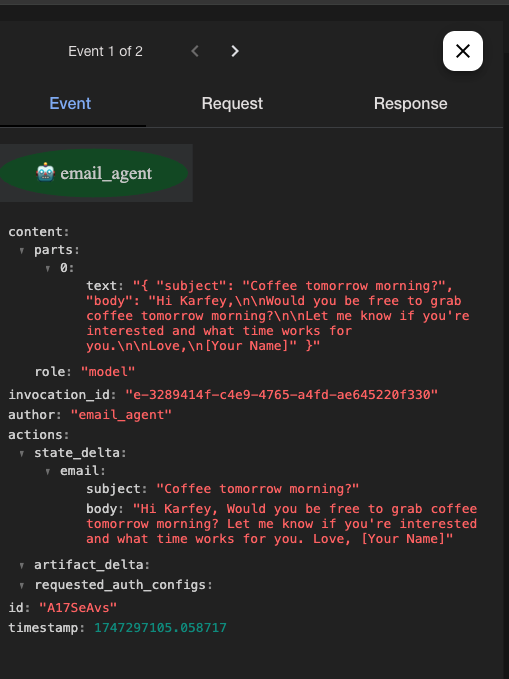 Event 1 of 2
Event Request Response
email_agent
content:
parts:
0:
text: "{ "subject": "Coffee tomorrow morning?",
"body": "Hi Karfey,\n\nWould you be free to grab
coffee tomorrow morning?\n\nLet me know if you're
interested and what time works for
you.\n\nLove,\n[Your Name]" }"
role: "model"
invocation_id: "e-3289414f-c4e9-4765-a4fd-ae645220f330"
author: "email_agent"
actions:
state_delta:
email:
subject: "Coffee tomorrow morning?"
body: "Hi Karfey, Would you be free to grab coffee
tomorrow morning? Let me know if you're interested
and what time works for you. Love, [Your Name]"
artifact_delta:
requested_auth_configs:
id: "A17SeAvs"
timestamp: 1747297105.058717